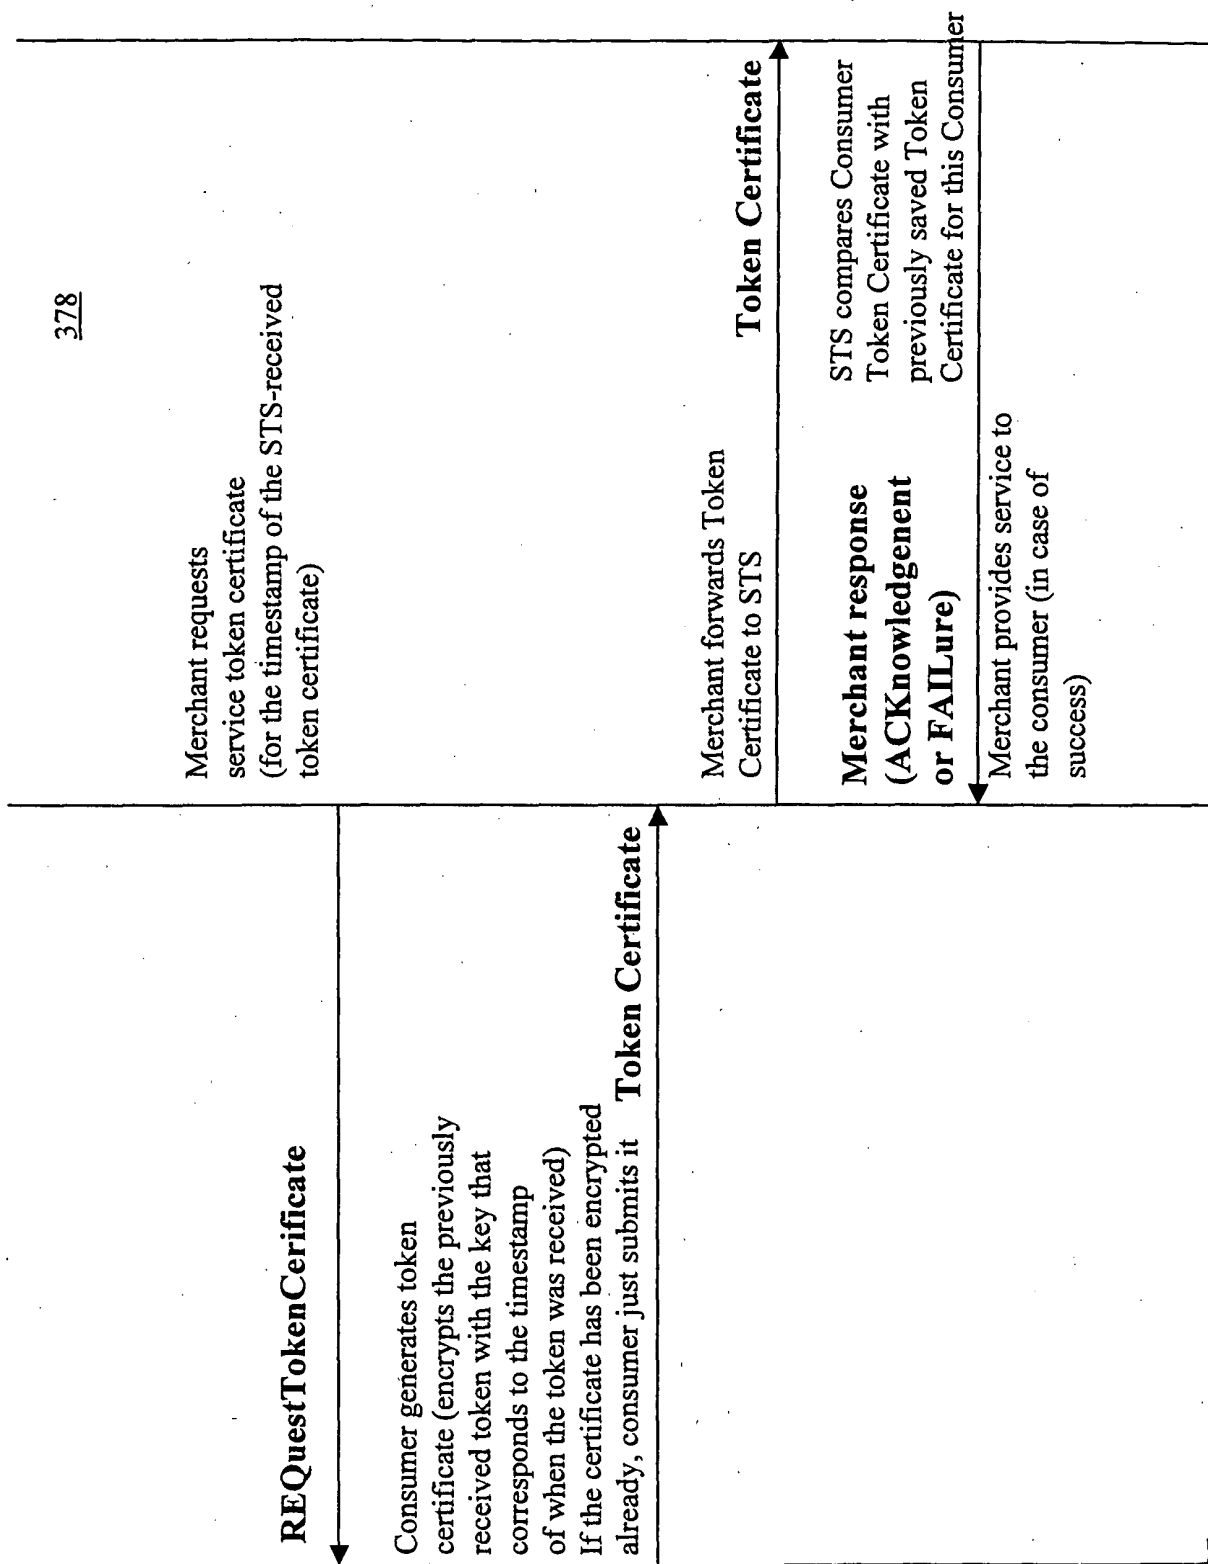 378
Merchant requests
service token certificate
(for the timestamp of the STS-received
token certificate)
REQuestTokenCerificate
Consumer generates token
certificate (encrypts the previously
received token with the key that
corresponds to the timestamp
of when the token was received)
If the certificate has been encrypted
already, consumer just submits it
Token Certificate
Merchant forwards Token
Certificate to STS
Token Certificate
STS compares Consumer
Token Certificate with
previously saved Token
Certificate for this Consumer
Merchant response
(ACKnowledgenent
or FAILure)
Merchant provides service to
the consumer (in case of
success)